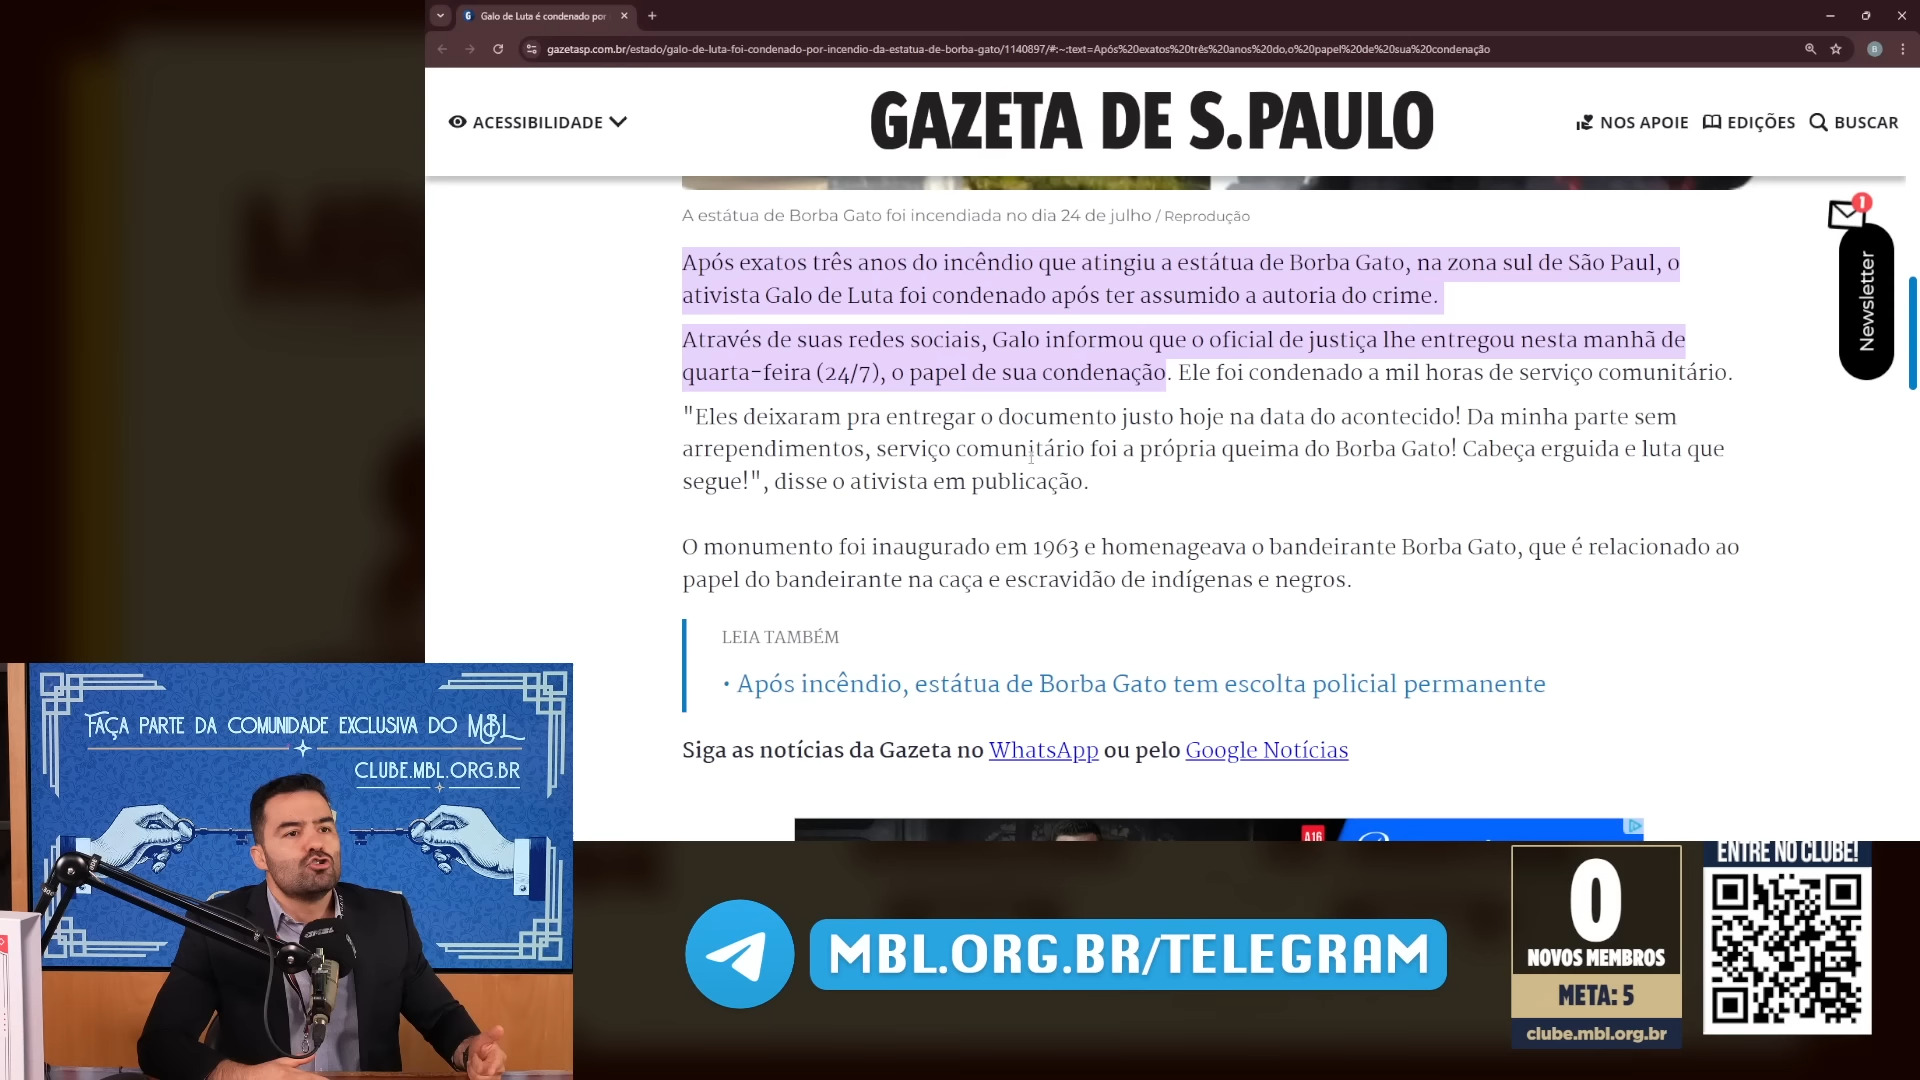 Galo de Luta é condenado por
gazetasp.com.br/estado/galo-de-luta-foi-condenado-por-incendio-da-estatua-de-borba-gato/1140897/#:~:text=Após%20exatos%20três%20anos%20do,o%20papel%20de%20sua%20condenação
ACESSIBILIDADE
GAZETA DE S.PAULO
NOS APOIE
EDIÇÕES
BUSCAR
A estátua de Borba Gato foi incendiada no dia 24 de julho / Reprodução
1
Newsletter
Após exatos três anos do incêndio que atingiu a estátua de Borba Gato, na zona sul de São Paul, o
ativista Galo de Luta foi condenado após ter assumido a autoria do crime.
Através de suas redes sociais, Galo informou que o oficial de justiça lhe entregou nesta manhã de
quarta-feira (24/7), o papel de sua condenação. Ele foi condenado a mil horas de serviço comunitário.
"Eles deixaram pra entregar o documento justo hoje na data do acontecido! Da minha parte sem
arrependimentos, serviço comunitário foi a própria queima do Borba Gato! Cabeça erguida e luta que
segue!", disse o ativista em publicação.
O monumento foi inaugurado em 1963 e homenageava o bandeirante Borba Gato, que é relacionado ao
papel do bandeirante na caça e escravidão de indígenas e negros.
LEIA TAMBÉM
• Após incêndio, estátua de Borba Gato tem escolta policial permanente
Siga as notícias da Gazeta no WhatsApp ou pelo Google Notícias
A16
FAÇA PARTE DA COMUNIDADE EXCLUSIVA DO MBL
CLUBE.MBL.ORG.BR
MBL.ORG.BR/TELEGRAM
0
NOVOS MEMBROS
META: 5
clube.mbl.org.br
ENTRE NO CLUBE!